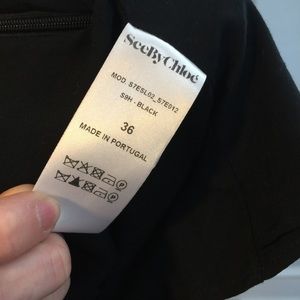 SeeByChloé
MOD. S7ESL02_S7E012
S9H - BLACK
36
MADE IN PORTUGAL